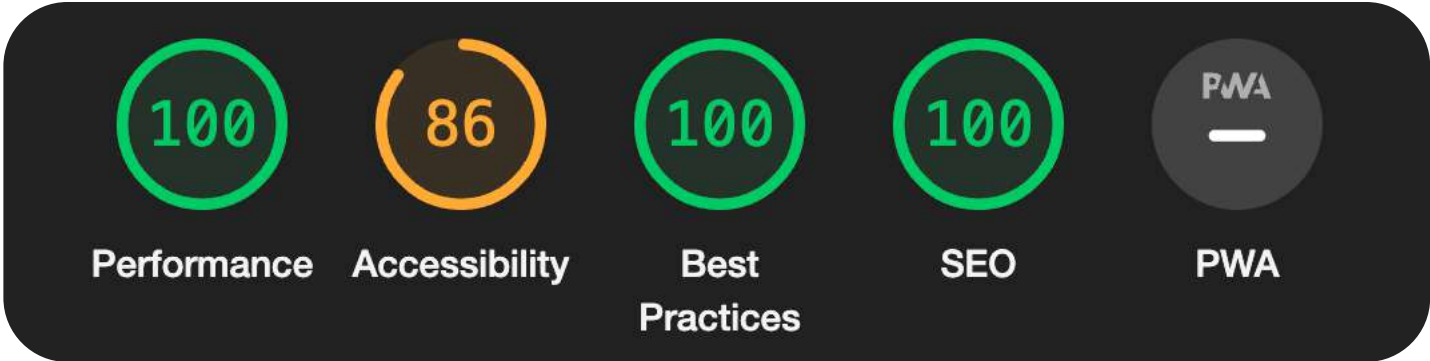 100
86
100
100
PWA
Performance
Accessibility
Best
Practices
SEO
PWA